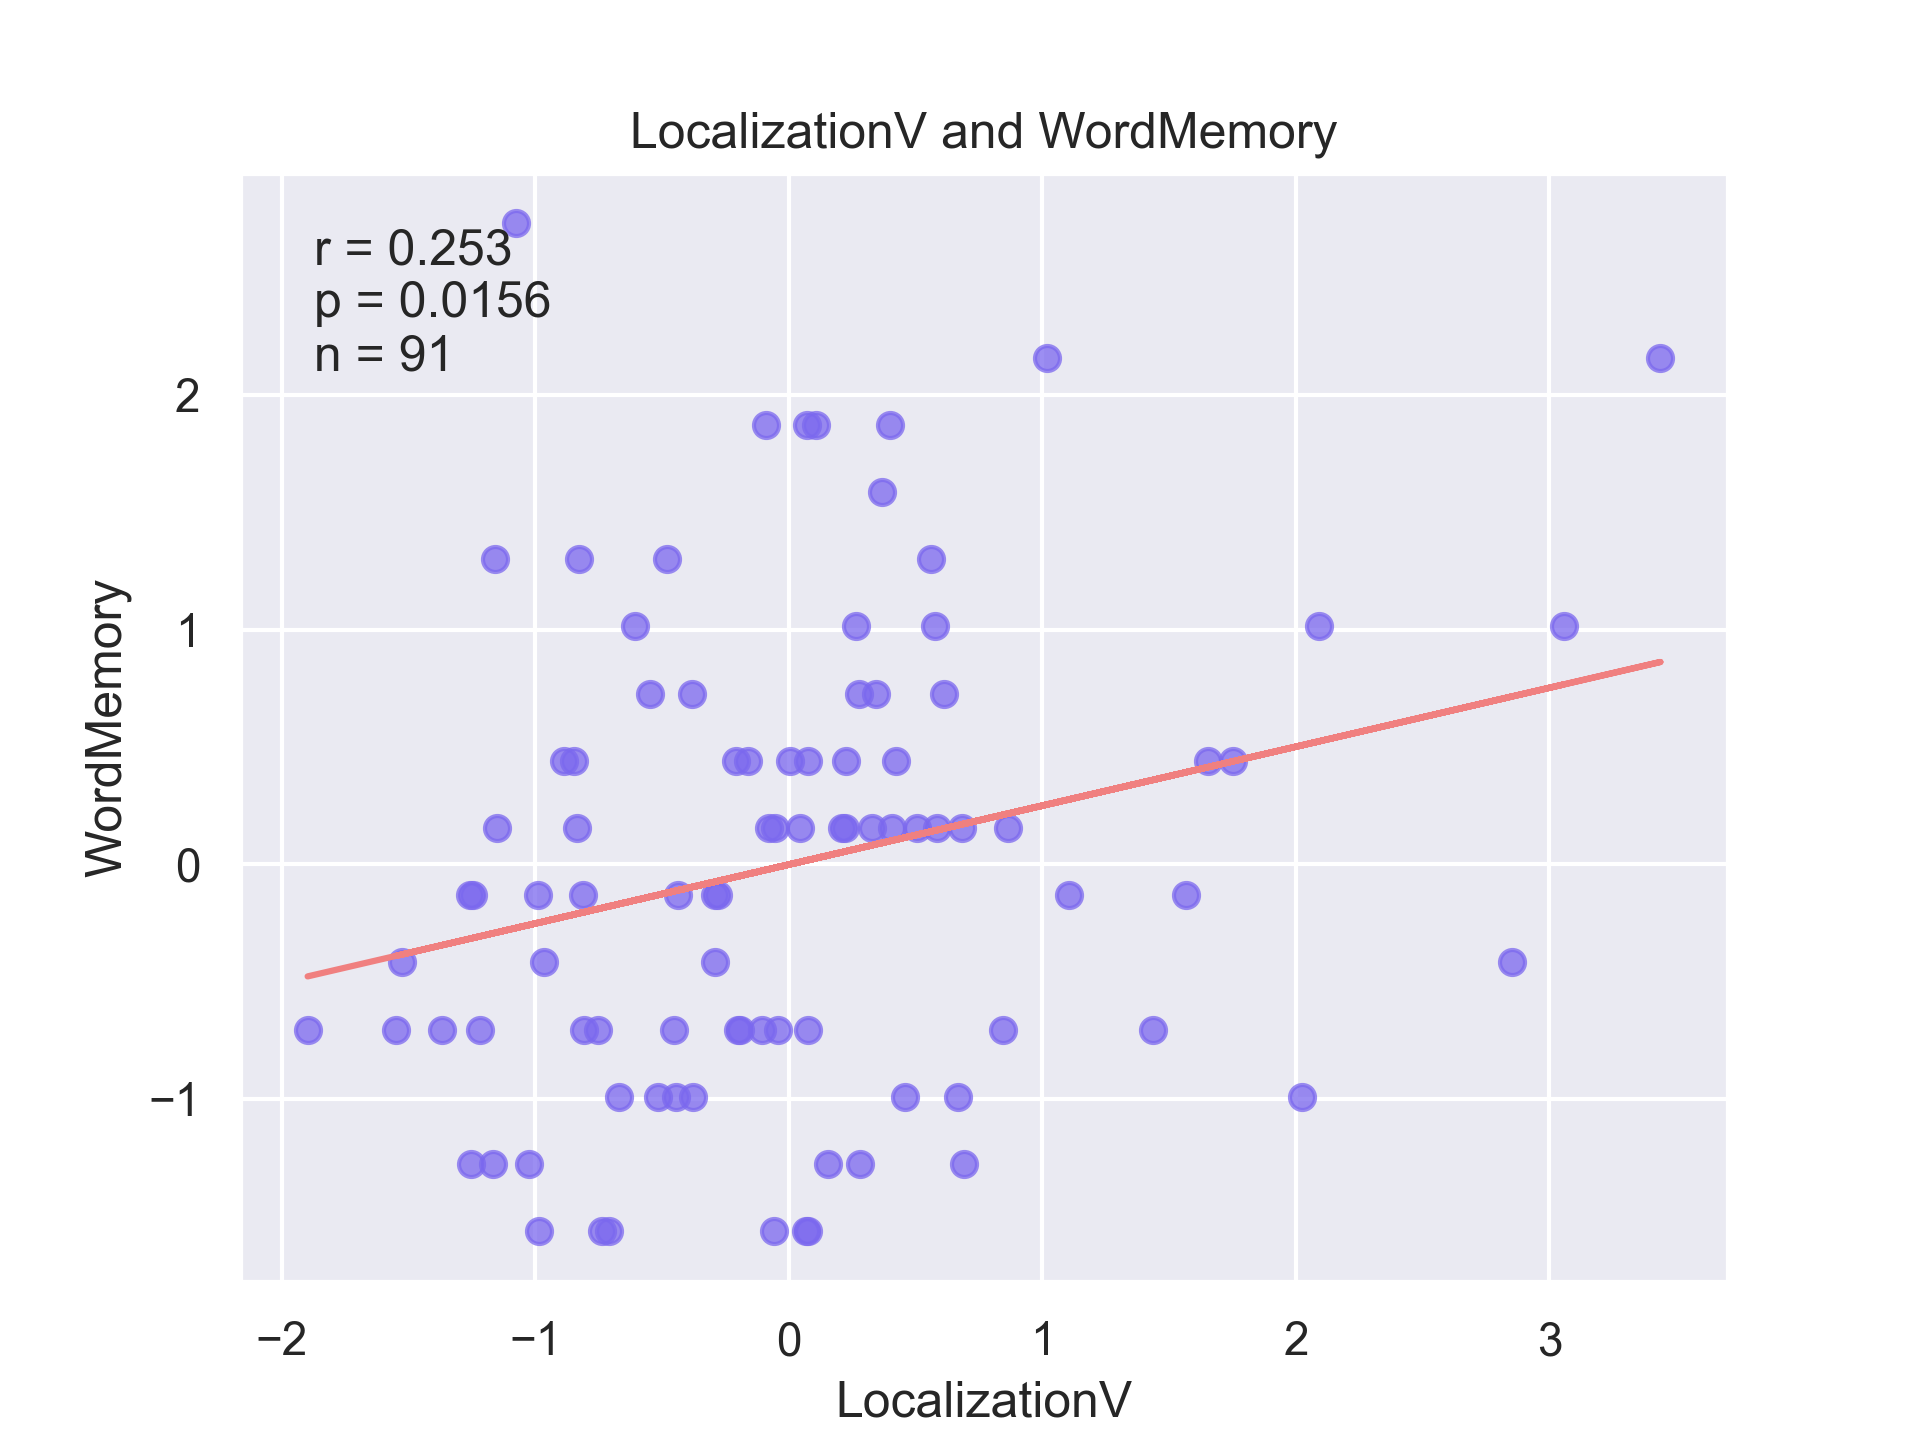 LocalizationV and WordMemory
r = 0.253
p = 0.0156
n = 91
2
1
0
−1
WordMemory
−2 −1 0 1 2 3
LocalizationV